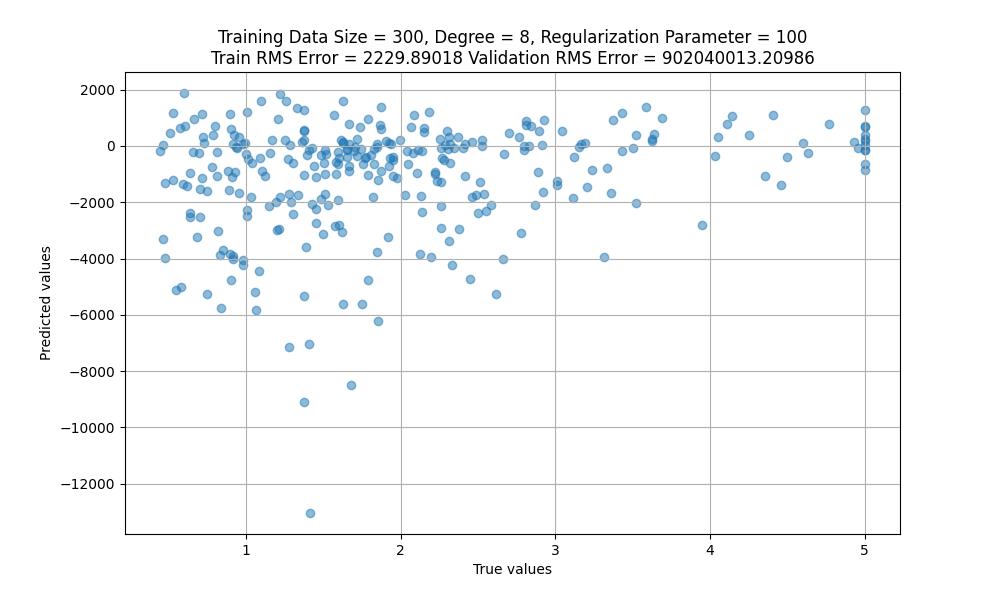 Training Data Size = 300, Degree = 8, Regularization Parameter = 100
Train RMS Error = 2229.89018 Validation RMS Error = 902040013.20986
2000
0
−2000
−4000
−6000
−8000
−10000
−12000
Predicted values
1 2 3 4 5
True values